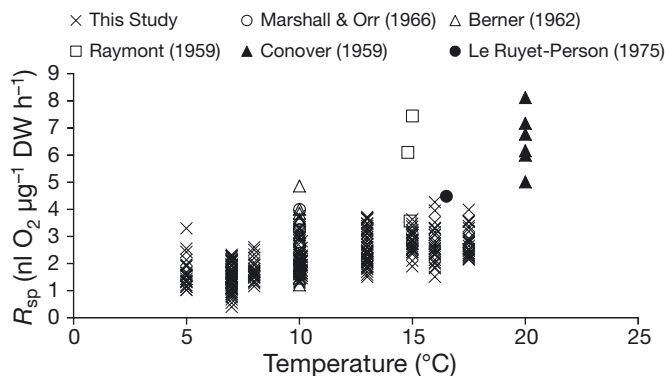 × This Study ○ Marshall & Orr (1966) △ Berner (1962)
□ Raymont (1959) ▲ Conover (1959) ● Le Ruyet-Person (1975)
Rsp (nl O₂ µg⁻¹ DW h⁻¹)
9
8
7
6
5
4
3
2
1
0
0 5 10 15 20 25
Temperature (°C)